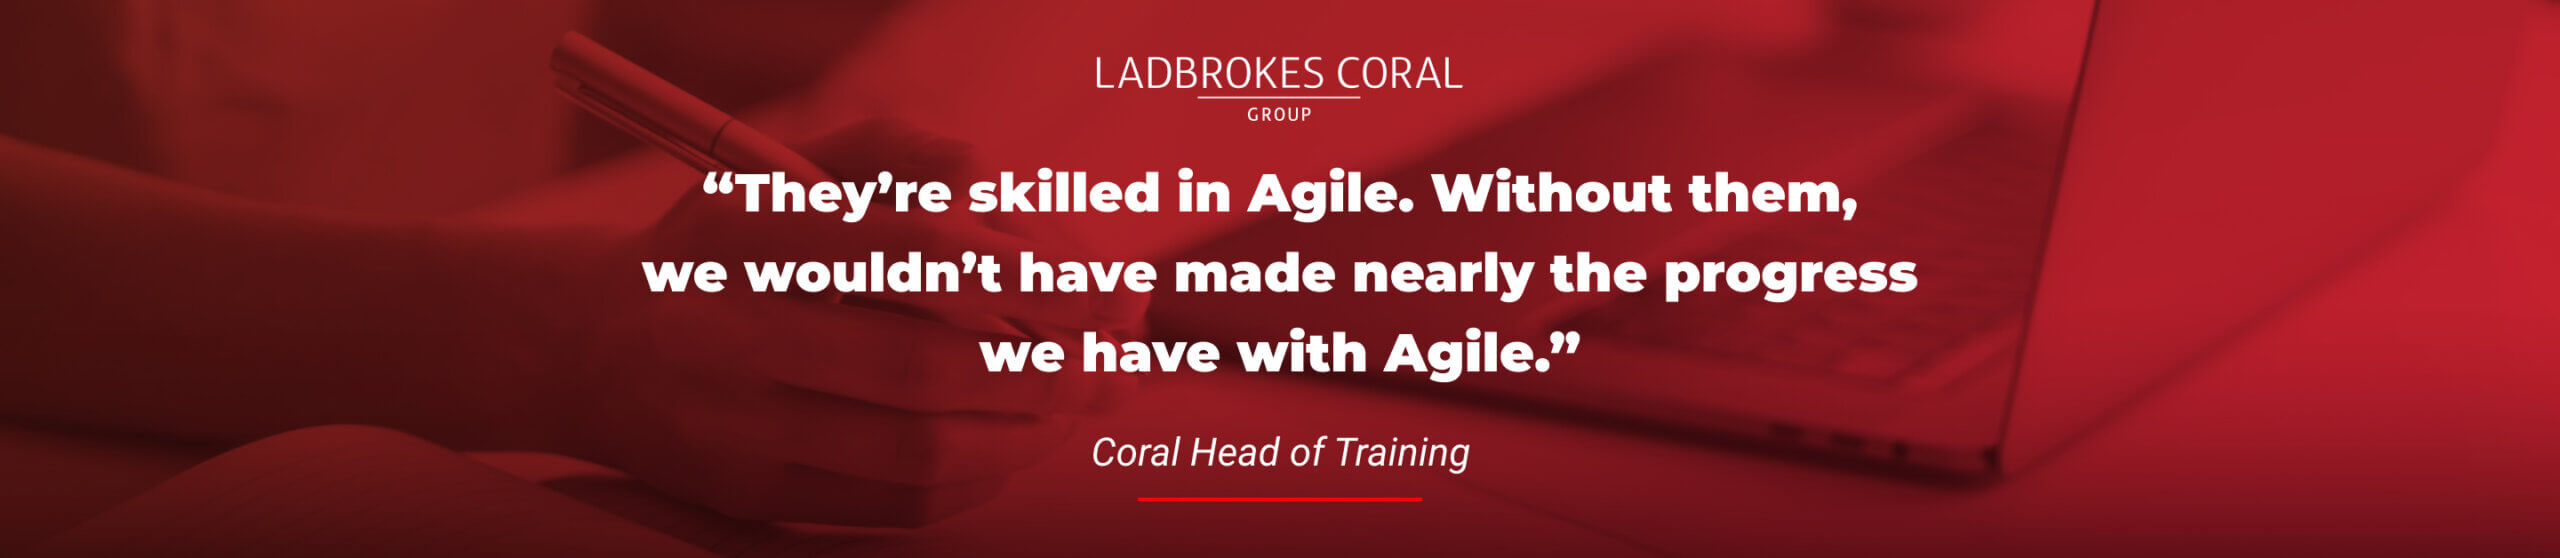 LADBROKES CORAL
GROUP
“They’re skilled in Agile. Without them,
we wouldn’t have made nearly the progress
we have with Agile.”
Coral Head of Training